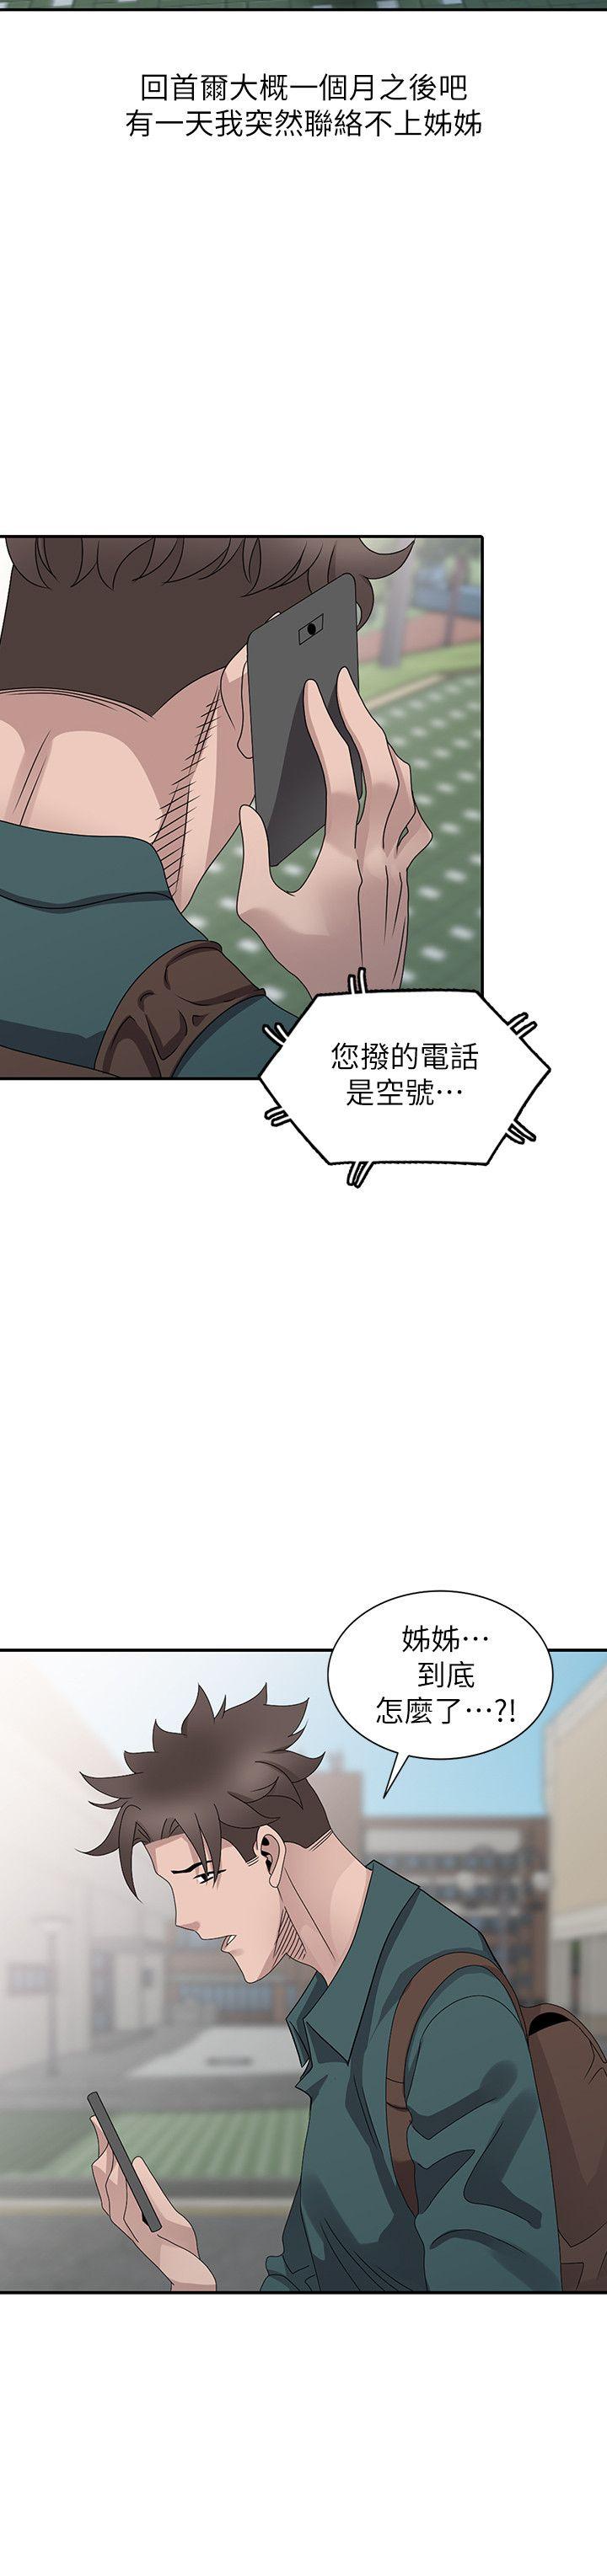 回首爾大概一個月之後吧
有一天我突然聯絡不上姊姊
您撥的電話
是空號⋯
姊姊⋯
到底
怎麼了⋯?!